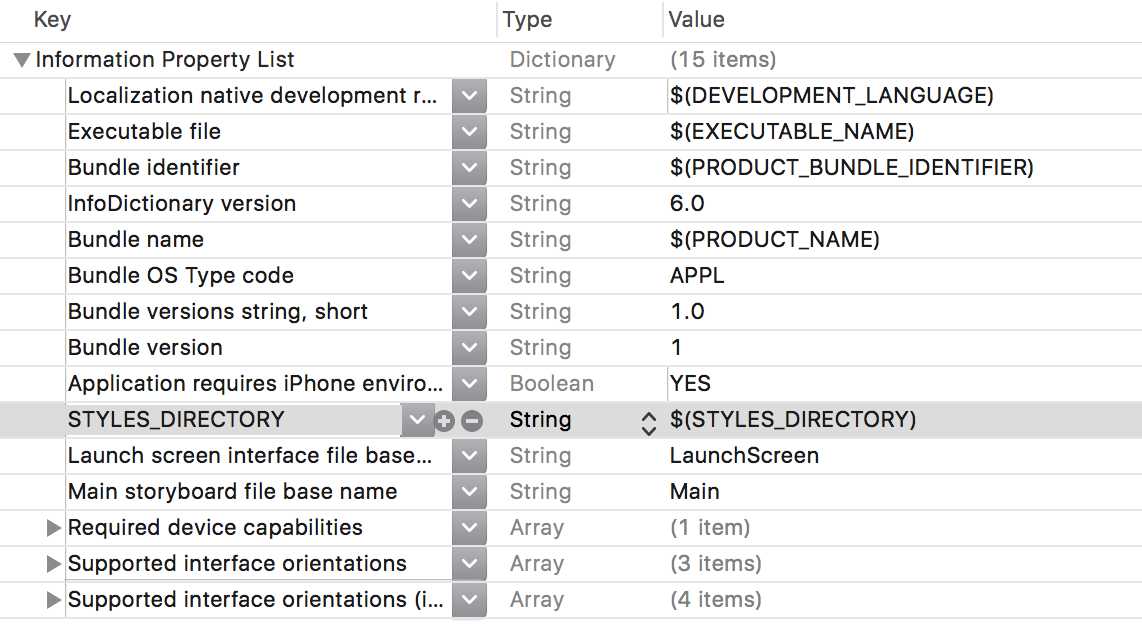 Key Type Value
Information Property List Dictionary (15 items)
Localization native development r... String $(DEVELOPMENT_LANGUAGE)
Executable file String $(EXECUTABLE_NAME)
Bundle identifier String $(PRODUCT_BUNDLE_IDENTIFIER)
InfoDictionary version String 6.0
Bundle name String $(PRODUCT_NAME)
Bundle OS Type code String APPL
Bundle versions string, short String 1.0
Bundle version String 1
Application requires iPhone enviro... Boolean YES
STYLES_DIRECTORY String $(STYLES_DIRECTORY)
Launch screen interface file base... String LaunchScreen
Main storyboard file base name String Main
Required device capabilities Array (1 item)
Supported interface orientations Array (3 items)
Supported interface orientations (i... Array (4 items)